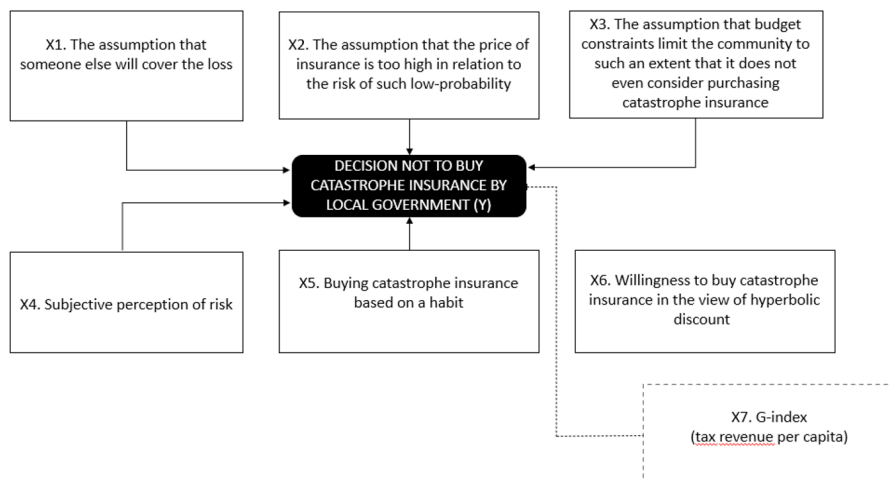 X1. The assumption that
someone else will cover the loss
X2. The assumption that the price of
insurance is too high in relation to
the risk of such low-probability
X3. The assumption that budget
constraints limit the community to
such an extent that it does not
even consider purchasing
catastrophe insurance
DECISION NOT TO BUY
CATASTROPHE INSURANCE BY
LOCAL GOVERNMENT (Y)
X4. Subjective perception of risk
X5. Buying catastrophe insurance
based on a habit
X6. Willingness to buy catastrophe
insurance in the view of hyperbolic
discount
X7. G-index
(tax revenue per capita)